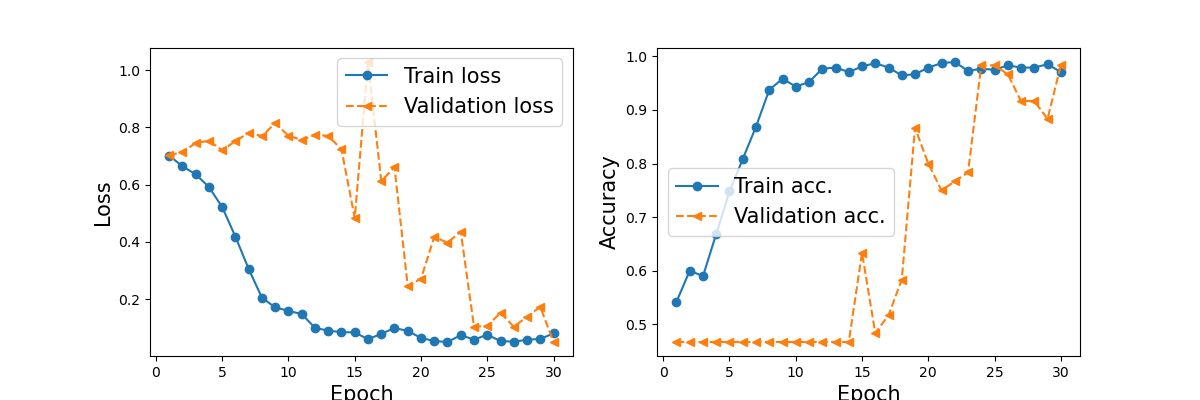 1.0
0.8
0.6
0.4
0.2
Loss
0 5 10 15 20 25 30
Epoch
Train loss
Validation loss
1.0
0.9
0.8
0.7
0.6
0.5
Accuracy
0 5 10 15 20 25 30
Epoch
Train acc.
Validation acc.